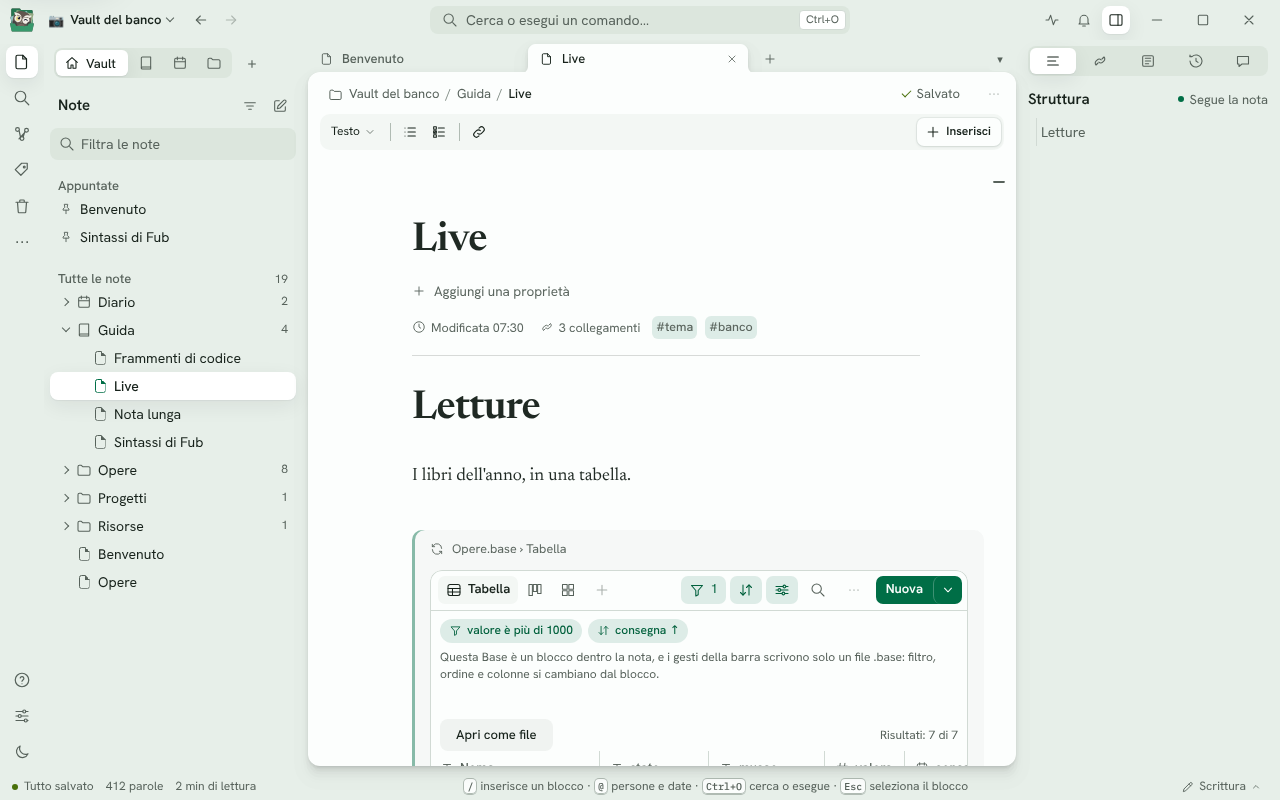 Vault del banco
Cerca o esegui un comando…
Ctrl+O
Vault
Benvenuto
Live
Note
Filtra le note
Appuntate
Benvenuto
Sintassi di Fub
Tutte le note 19
Diario 2
Guida 4
Frammenti di codice
Live
Nota lunga
Sintassi di Fub
Opere 8
Progetti 1
Risorse 1
Benvenuto
Opere
Vault del banco / Guida / Live
Salvato
Testo
Inserisci
Live
Aggiungi una proprietà
Modificata 07:30 3 collegamenti #tema #banco
Letture
I libri dell'anno, in una tabella.
Opere.base › Tabella
Tabella
1
Nuova
valore è più di 1000
consegna ↑
Questa Base è un blocco dentro la nota, e i gesti della barra scrivono solo un file .base: filtro,
ordine e colonne si cambiano dal blocco.
Apri come file
Risultati: 7 di 7
Struttura
Segue la nota
Letture
Tutto salvato 412 parole 2 min di lettura
/ inserisce un blocco · @ persone e date · Ctrl+O cerca o esegue · Esc seleziona il blocco
Scrittura